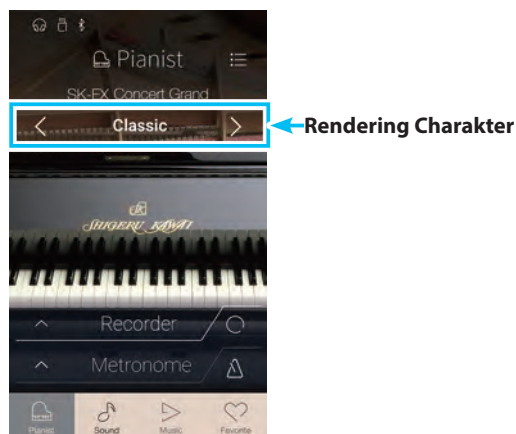 Pianist
SK-EX Concert Grand
Classic
Rendering Charakter
SHIGERU KAWAI
Recorder
Metronome
Pianist
Sound
Music
Favorite